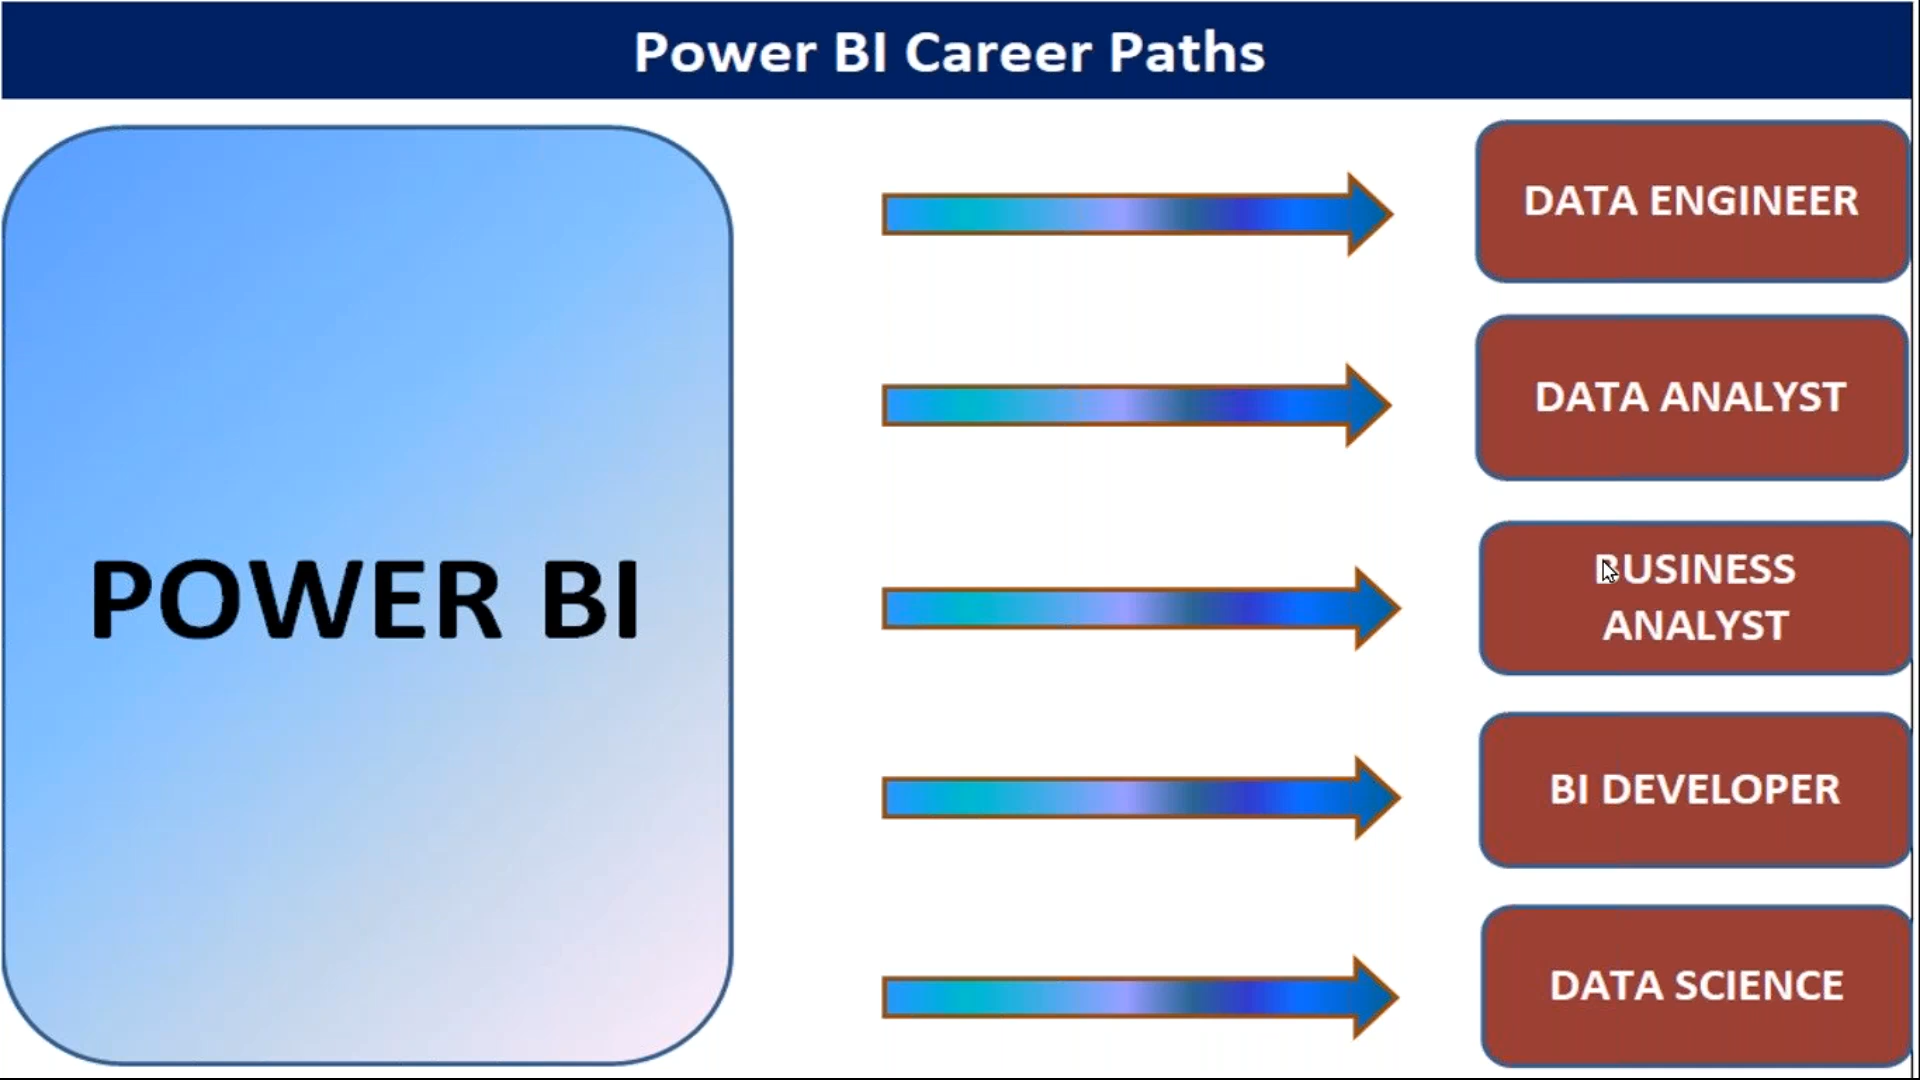 Power BI Career Paths
POWER BI
DATA ENGINEER
DATA ANALYST
BUSINESS
ANALYST
BI DEVELOPER
DATA SCIENCE